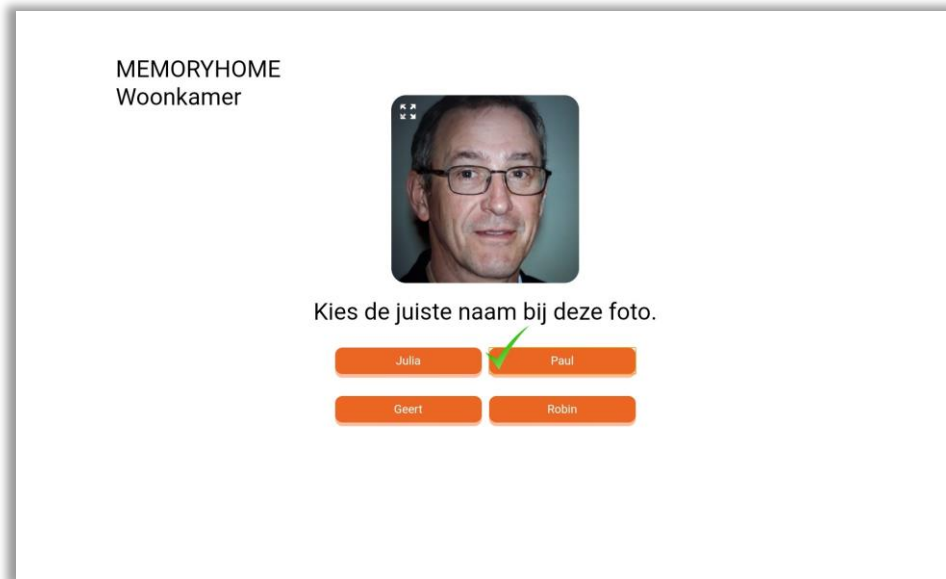 MEMORYHOME
Woonkamer
Kies de juiste naam bij deze foto.
Julia
Paul
Geert
Robin